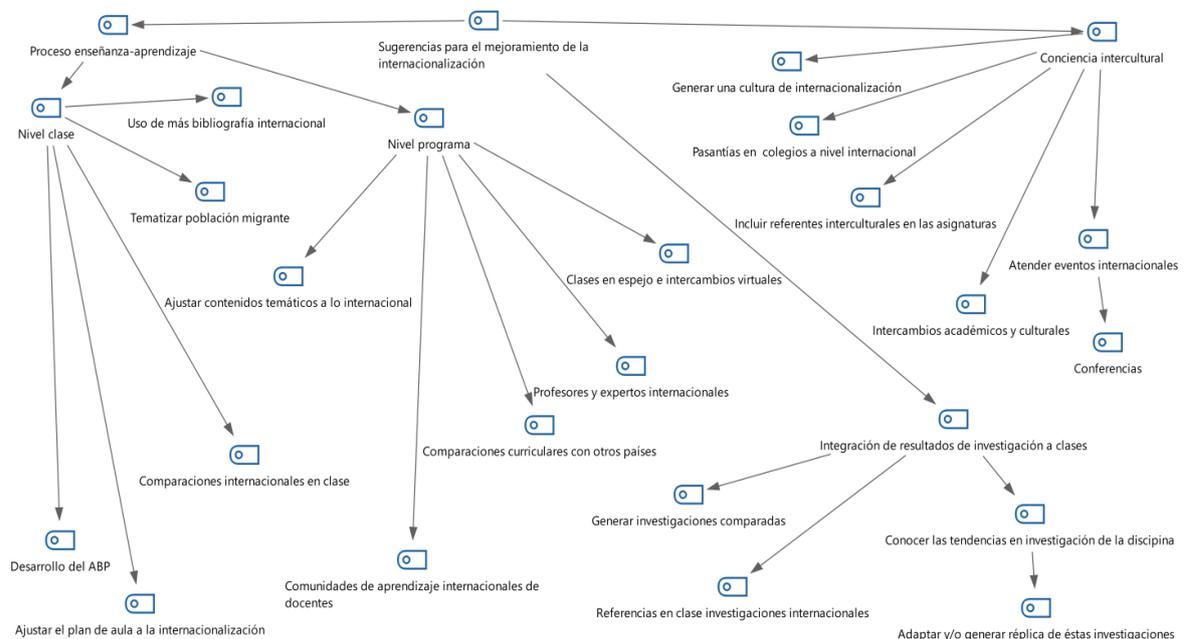 Proceso enseñanza-aprendizaje
Sugerencias para el mejoramiento de la
internacionalización
Conciencia intercultural
Generar una cultura de internacionalización
Nivel clase
Uso de más bibliografía internacional
Nivel programa
Pasantías en colegios a nivel internacional
Tematizar población migrante
Incluir referentes interculturales en las asignaturas
Atender eventos internacionales
Clases en espejo e intercambios virtuales
Ajustar contenidos temáticos a lo internacional
Intercambios académicos y culturales
Conferencias
Profesores y expertos internacionales
Integración de resultados de investigación a clases
Comparaciones curriculares con otros países
Comparaciones internacionales en clase
Generar investigaciones comparadas
Conocer las tendencias en investigación de la discipina
Desarrollo del ABP
Comunidades de aprendizaje internacionales de
docentes
Referencias en clase investigaciones internacionales
Ajustar el plan de aula a la internacionalización
Adaptar y/o generar réplica de éstas investigaciones